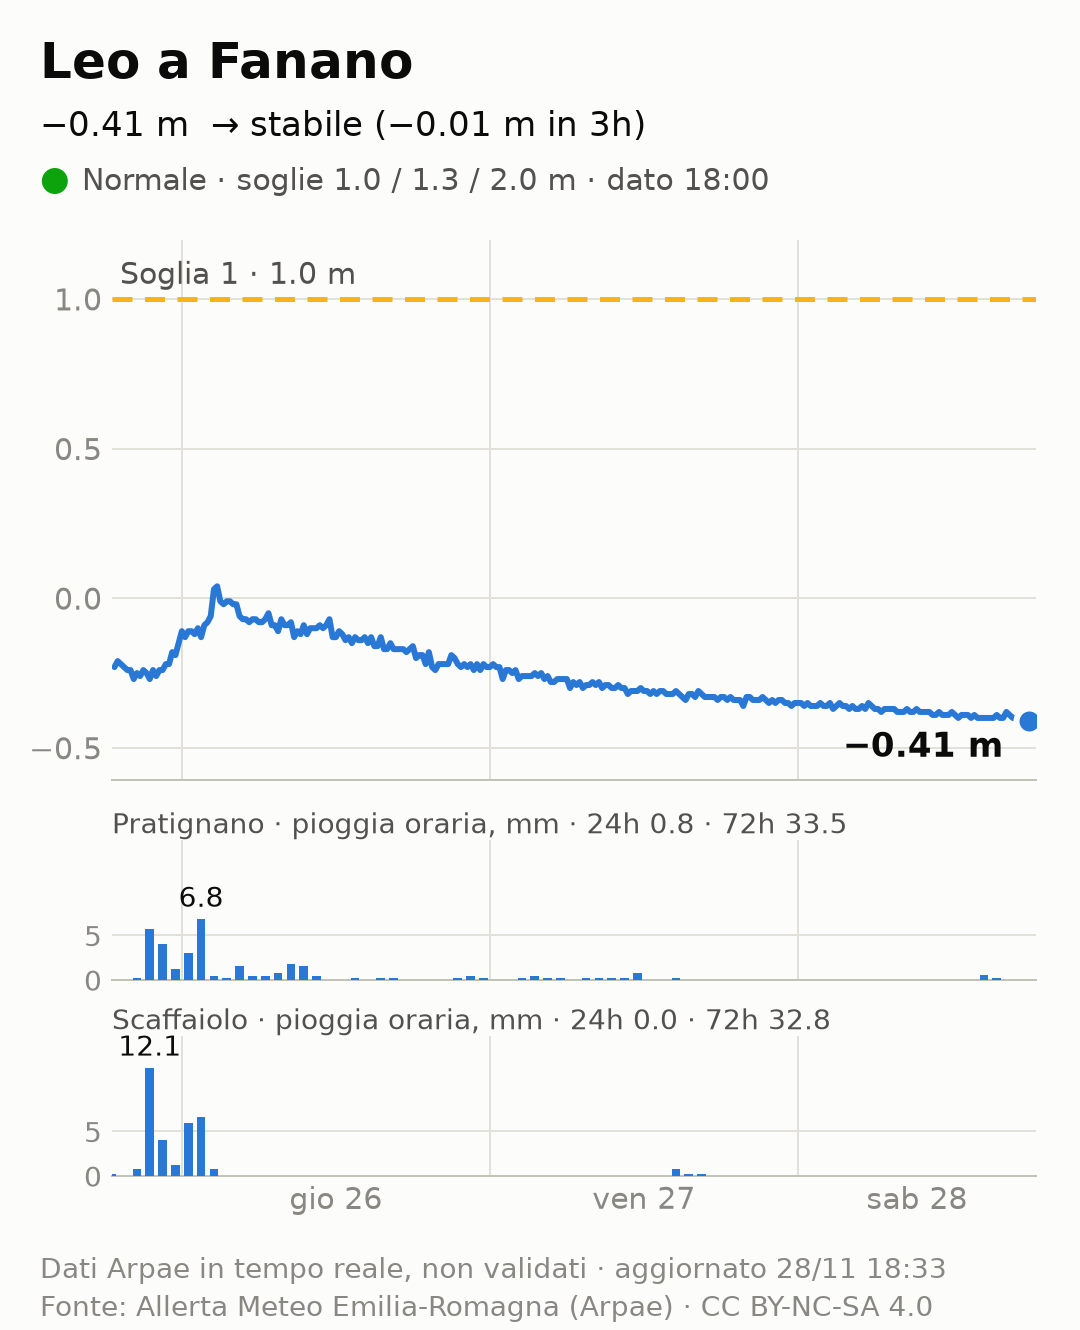 Leo a Fanano
−0.41 m → stabile (−0.01 m in 3h)
Normale · soglie 1.0 / 1.3 / 2.0 m · dato 18:00
Soglia 1 · 1.0 m
1.0
0.5
0.0
−0.5
−0.41 m
Pratignano · pioggia oraria, mm · 24h 0.8 · 72h 33.5
6.8
5
0
Scaffaiolo · pioggia oraria, mm · 24h 0.0 · 72h 32.8
12.1
5
0
gio 26 ven 27 sab 28
Dati Arpae in tempo reale, non validati · aggiornato 28/11 18:33
Fonte: Allerta Meteo Emilia-Romagna (Arpae) · CC BY-NC-SA 4.0